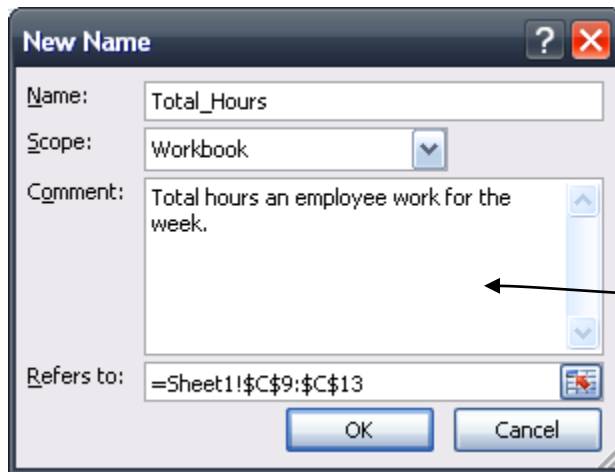 New Name
?
Name:
Total_Hours
Scope:
Workbook
Comment:
Total hours an employee work for the
week.
Refers to:
=Sheet1!$C$9:$C$13
OK
Cancel